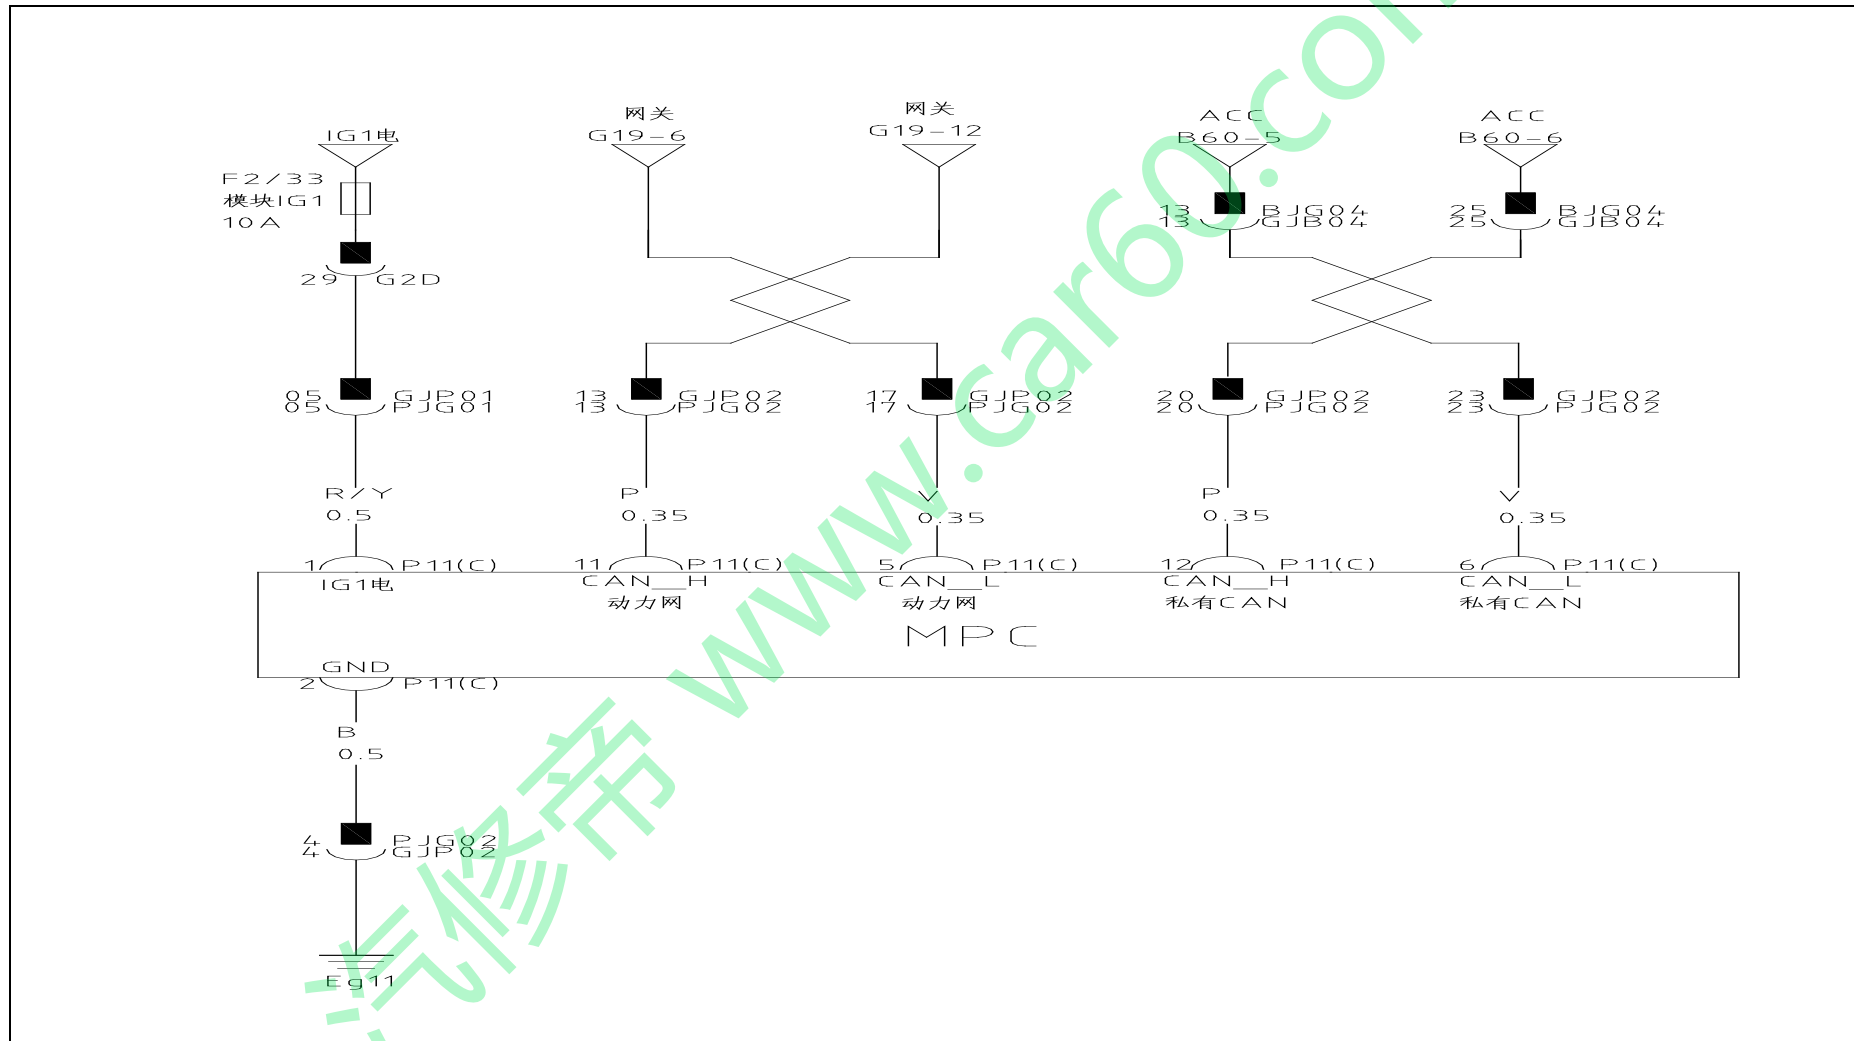 IG1电
网关
G19-6
网关
G19-12
ACC
B60-5
ACC
B60-6
F2/33
模块IG1
10A
29 G2D
13 BJG04
13 GJB04
25 BJG04
25 GJB04
05 GJP01
05 PJG01
13 GJP02
13 PJG02
17 GJP02
17 PJG02
20 GJP02
20 PJG02
23 GJP02
23 PJG02
R/Y
0.5
P
0.35
V
0.35
P
0.35
V
0.35
1 P11(C)
IG1电
11 P11(C)
CAN__H
动力网
5 P11(C)
CAN__L
动力网
12 P11(C)
CAN__H
私有CAN
6 P11(C)
CAN__L
私有CAN
MPC
GND
2 P11(C)
B
0.5
4 PJG02
4 GJP02
Eg11
汽修帝 www.car60.com